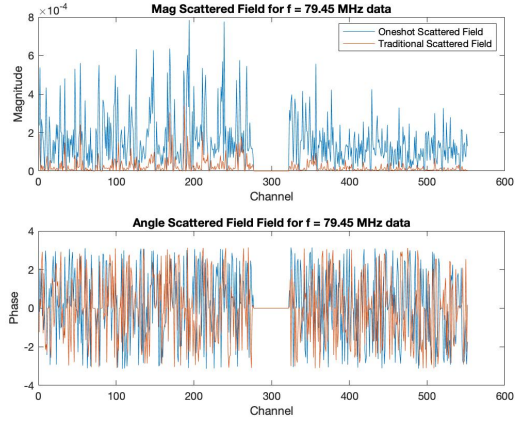 Mag Scattered Field for f = 79.45 MHz data
8 ×10⁻⁴
6
4
2
0
Magnitude
Oneshot Scattered Field
Traditional Scattered Field
0 100 200 300 400 500 600
Channel
Angle Scattered Field Field for f = 79.45 MHz data
4
2
0
-2
-4
Phase
0 100 200 300 400 500 600
Channel